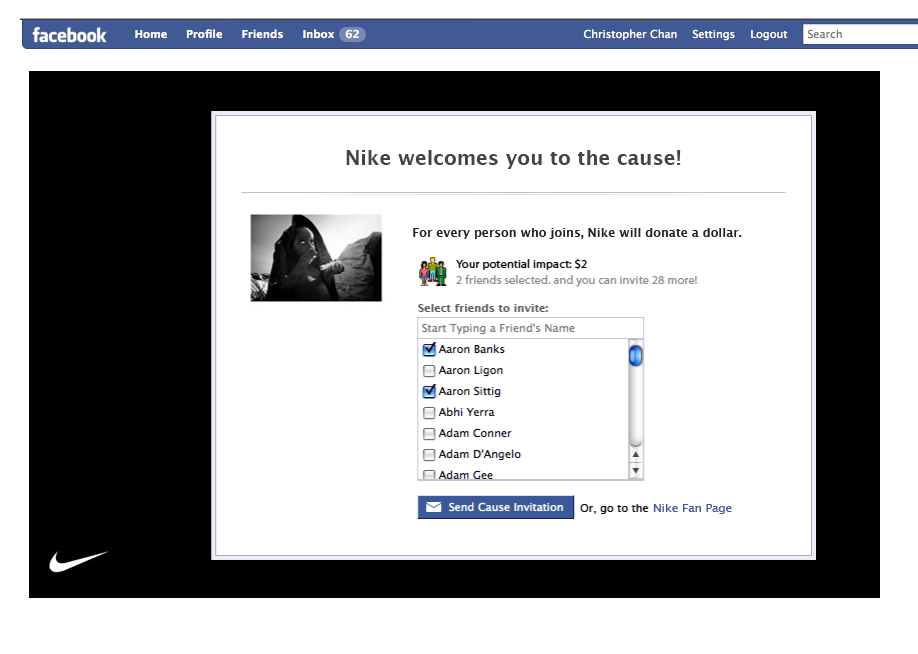 facebook Home Profile Friends Inbox 62 Christopher Chan Settings Logout Search
Nike welcomes you to the cause!
For every person who joins, Nike will donate a dollar.
Your potential impact: $2
2 friends selected. and you can invite 28 more!
Select friends to invite:
Start Typing a Friend's Name
Aaron Banks
Aaron Ligon
Aaron Sittig
Abhi Yerra
Adam Conner
Adam D'Angelo
Adam Gee
Send Cause Invitation Or, go to the Nike Fan Page